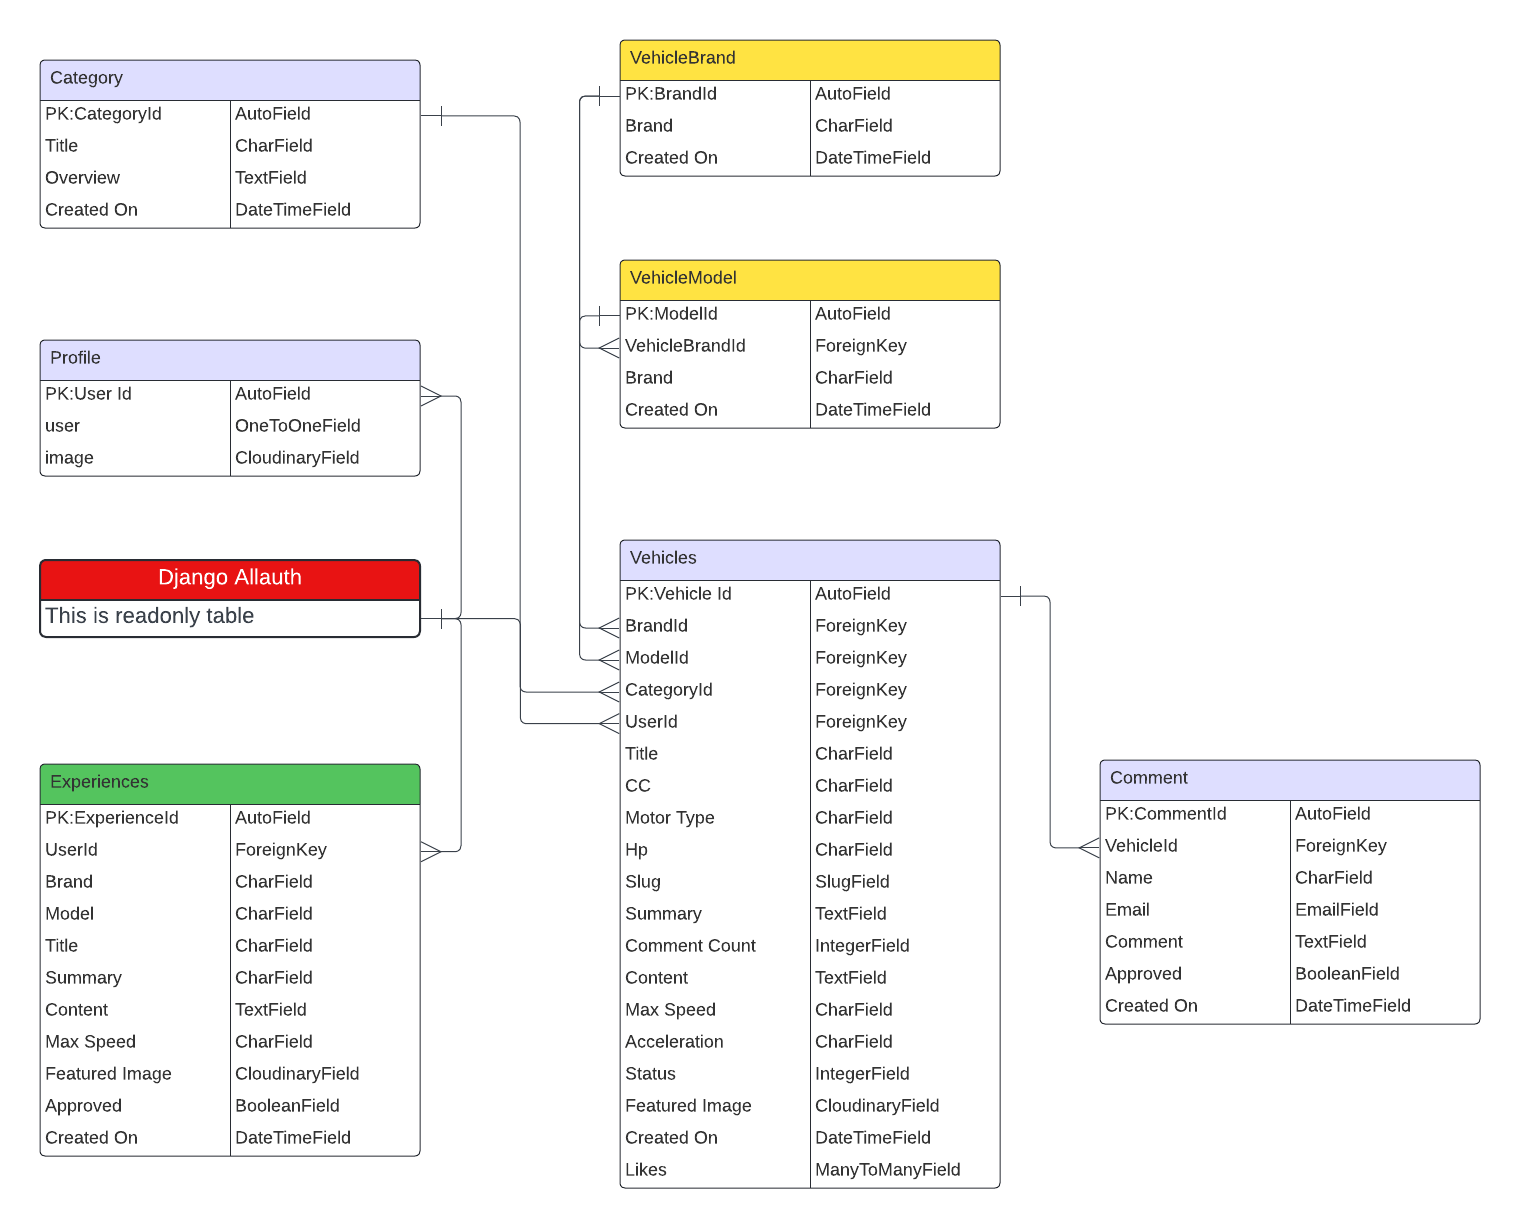 Category
PK:CategoryId AutoField
Title CharField
Overview TextField
Created On DateTimeField
VehicleBrand
PK:BrandId AutoField
Brand CharField
Created On DateTimeField
VehicleModel
PK:ModelId AutoField
VehicleBrandId ForeignKey
Brand CharField
Created On DateTimeField
Profile
PK:User Id AutoField
user OneToOneField
image CloudinaryField
Django Allauth
This is readonly table
Vehicles
PK:Vehicle Id AutoField
BrandId ForeignKey
ModelId ForeignKey
CategoryId ForeignKey
UserId ForeignKey
Title CharField
CC CharField
Motor Type CharField
Hp CharField
Slug SlugField
Summary TextField
Comment Count IntegerField
Content TextField
Max Speed CharField
Acceleration CharField
Status IntegerField
Featured Image CloudinaryField
Created On DateTimeField
Likes ManyToManyField
Experiences
PK:ExperienceId AutoField
UserId ForeignKey
Brand CharField
Model CharField
Title CharField
Summary CharField
Content TextField
Max Speed CharField
Featured Image CloudinaryField
Approved BooleanField
Created On DateTimeField
Comment
PK:CommentId AutoField
VehicleId ForeignKey
Name CharField
Email EmailField
Comment TextField
Approved BooleanField
Created On DateTimeField